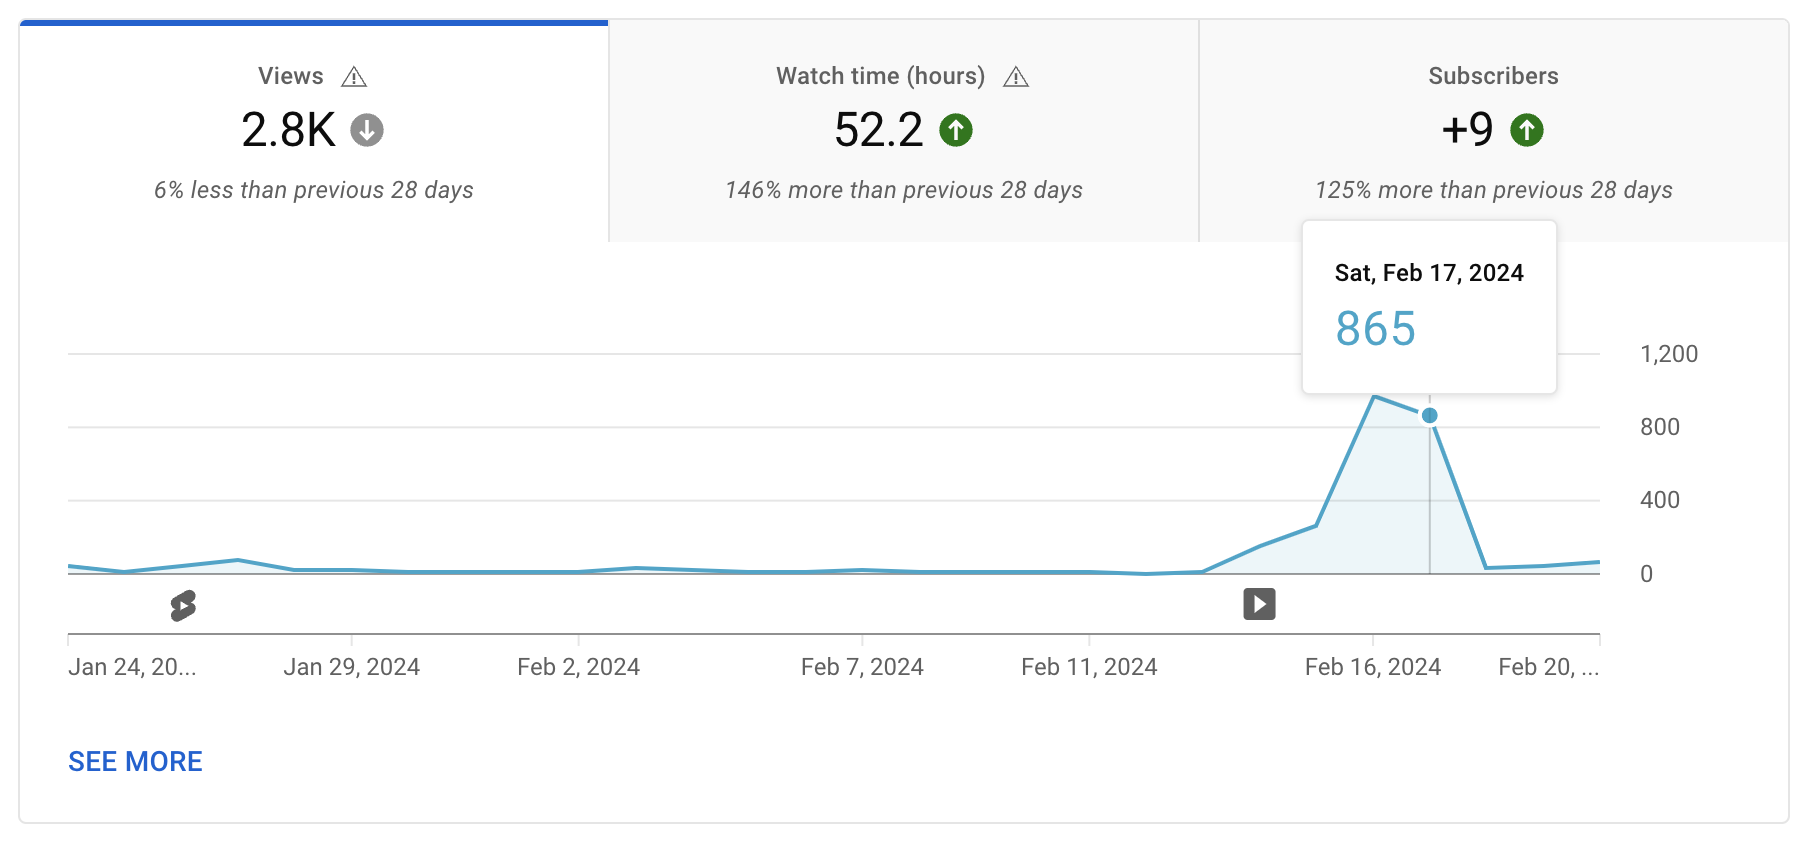 Views
2.8K
6% less than previous 28 days
Watch time (hours)
52.2
146% more than previous 28 days
Subscribers
+9
125% more than previous 28 days
Sat, Feb 17, 2024
865
1,200
800
400
0
Jan 24, 20...
Jan 29, 2024
Feb 2, 2024
Feb 7, 2024
Feb 11, 2024
Feb 16, 2024
Feb 20, ...
SEE MORE